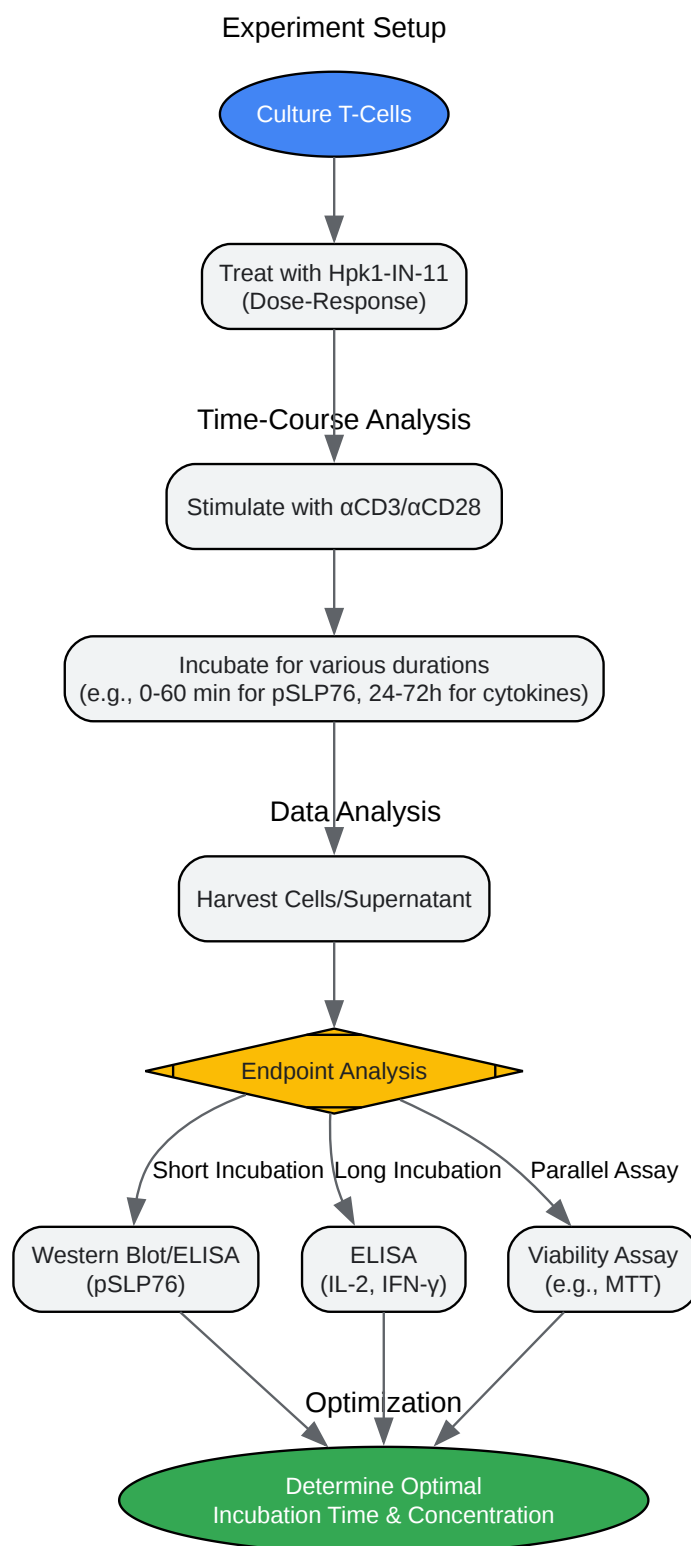 Experiment Setup
Culture T-Cells
Treat with Hpk1-IN-11
(Dose-Response)
Time-Course Analysis
Stimulate with αCD3/αCD28
Incubate for various durations
(e.g., 0-60 min for pSLP76, 24-72h for cytokines)
Data Analysis
Harvest Cells/Supernatant
Endpoint Analysis
Short Incubation
Long Incubation
Parallel Assay
Western Blot/ELISA
(pSLP76)
ELISA
(IL-2, IFN-γ)
Viability Assay
(e.g., MTT)
Optimization
Determine Optimal
Incubation Time & Concentration